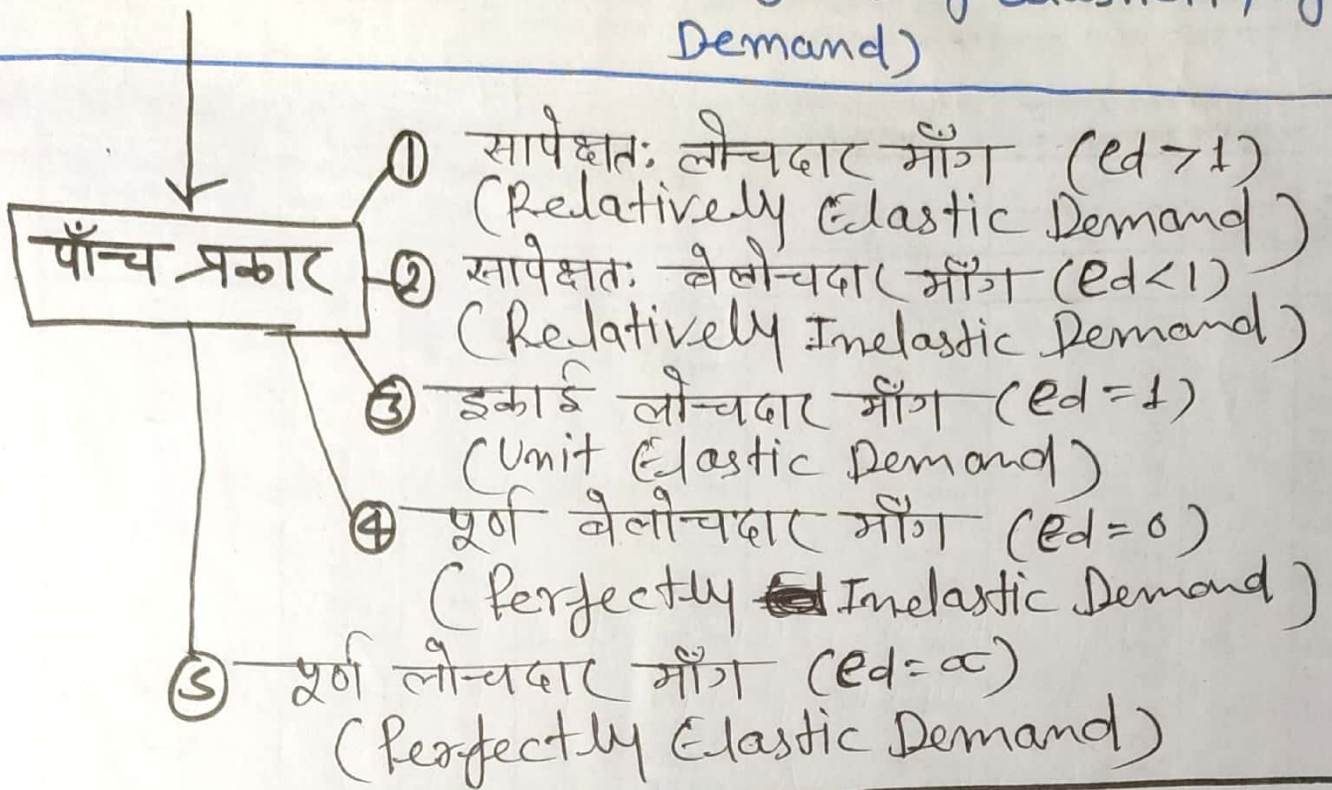 Demand)
पाँच प्रकार
① सापेक्षतः लोचदार माँग (ed >1)
(Relatively Elastic Demand)
② सापेक्षतः बेलोचदार माँग (ed<1)
(Relatively Inelastic Demand)
③ इकाई लोचदार माँग (ed =1)
(Unit Elastic Demand)
④ पूर्ण बेलोचदार माँग (ed=0)
(Perfectly Inelastic Demand)
⑤ पूर्ण लोचदार माँग (ed=∝)
(Perfectly Elastic Demand)